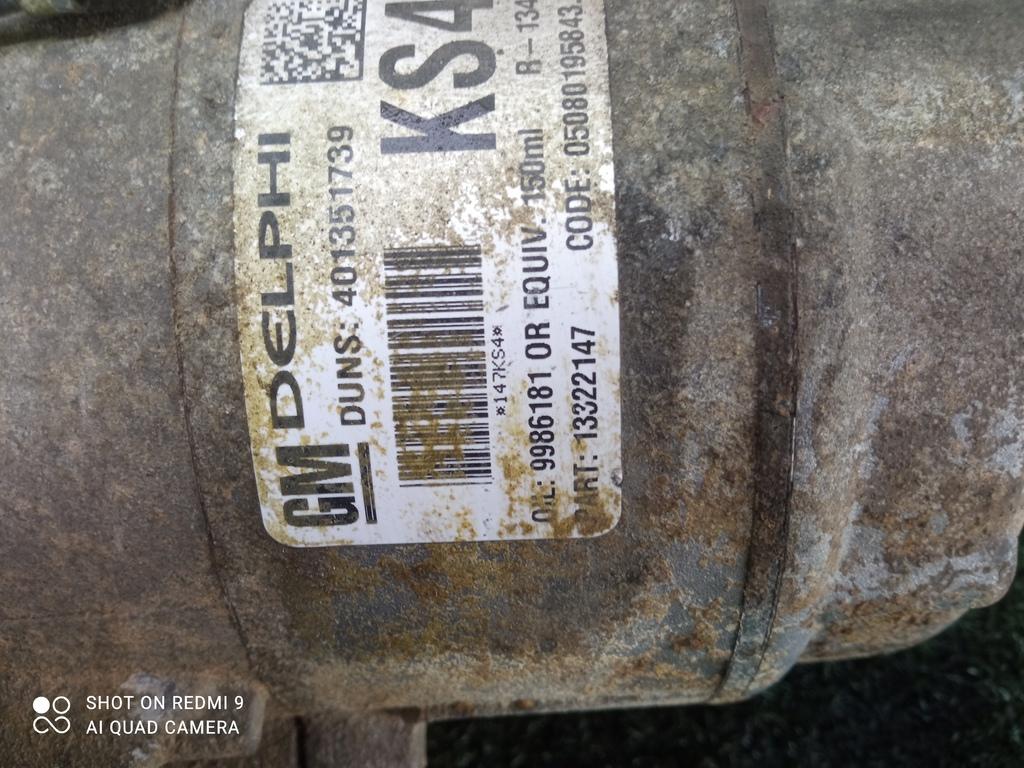 GM DELPHI
DUNS: 401351739
KS4
*147KS4*
OIL: 9986181 OR EQUIV. 150ml R-134
PART: 13322147 CODE: 05080195843
SHOT ON REDMI 9
AI QUAD CAMERA